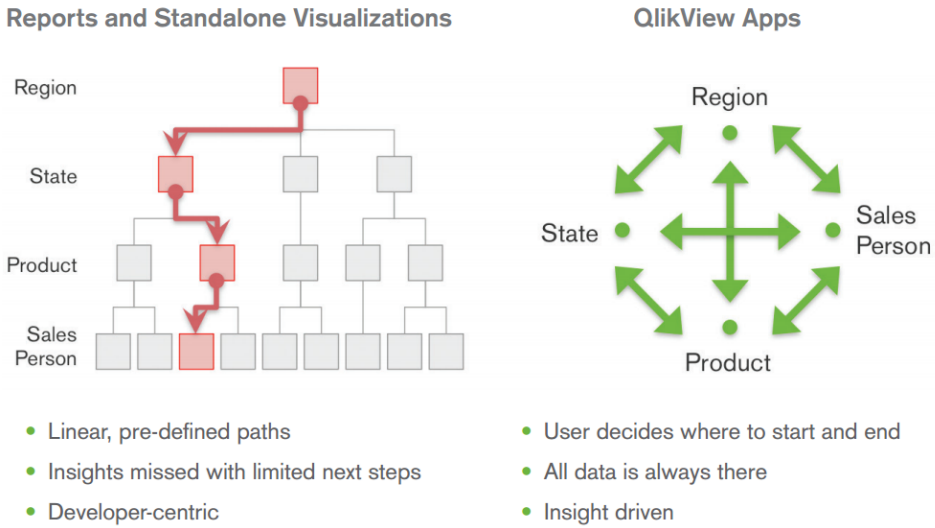 Reports and Standalone Visualizations
Region
State
Product
Sales
Person
• Linear, pre-defined paths
• Insights missed with limited next steps
• Developer-centric
QlikView Apps
Region
State
Sales
Person
Product
• User decides where to start and end
• All data is always there
• Insight driven